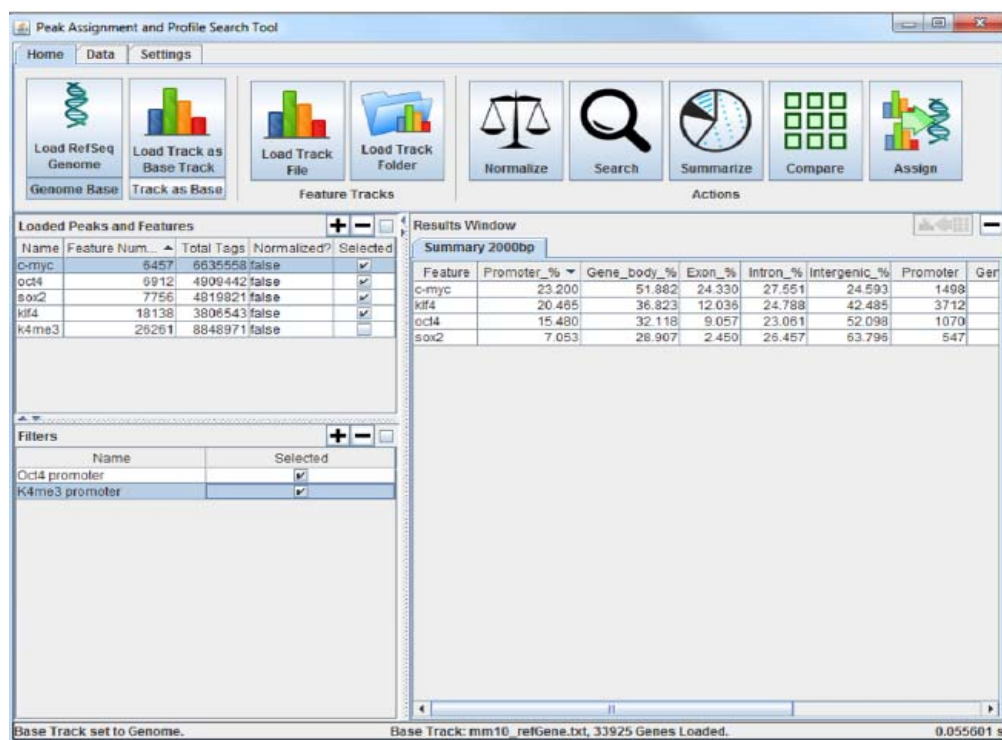 Peak Assignment and Profile Search Tool
Home Data Settings
Load RefSeq Genome
Genome Base
Load Track as Base Track
Track as Base
Load Track File
Load Track Folder
Feature Tracks
Normalize Search Summarize Compare Assign
Actions
Loaded Peaks and Features
Name Feature Num... Total Tags Normalized? Selected
c-myc 6457 6635558 false
oct4 6912 4909442 false
sox2 7756 4819821 false
klf4 18138 3806543 false
k4me3 26261 8848971 false
Filters
Name Selected
Oct4 promoter
K4me3 promoter
Results Window
Summary 2000bp
Feature Promoter_% Gene_body_% Exon_% Intron_% Intergenic_% Promoter Ger
c-myc 23.200 51.882 24.330 27.551 24.593 1498
klf4 20.465 36.823 12.036 24.788 42.485 3712
oct4 15.480 32.118 9.057 23.061 52.098 1070
sox2 7.053 28.907 2.450 26.457 63.796 547
Base Track set to Genome. Base Track: mm10_refGene.txt, 33925 Genes Loaded. 0.055601 s